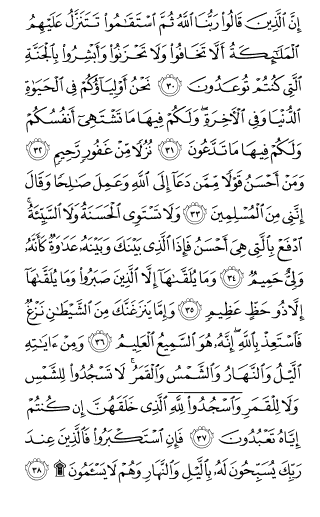 إِنَّ ٱلَّذِينَ قَالُوا۟ رَبُّنَا ٱللَّهُ ثُمَّ ٱسْتَقَٰمُوا۟ تَتَنَزَّلُ عَلَيْهِمُ
ٱلْمَلَٰٓئِكَةُ أَلَّا تَخَافُوا۟ وَلَا تَحْزَنُوا۟ وَأَبْشِرُوا۟ بِٱلْجَنَّةِ
ٱلَّتِى كُنتُمْ تُوعَدُونَ ۝٣٠ نَحْنُ أَوْلِيَآؤُكُمْ فِى ٱلْحَيَوٰةِ
ٱلدُّنْيَا وَفِى ٱلْءَاخِرَةِ ۖ وَلَكُمْ فِيهَا مَا تَشْتَهِىٓ أَنفُسُكُمْ
وَلَكُمْ فِيهَا مَا تَدَّعُونَ ۝٣١ نُزُلًا مِّنْ غَفُورٍ رَّحِيمٍ ۝٣٢
وَمَنْ أَحْسَنُ قَوْلًا مِّمَّن دَعَآ إِلَى ٱللَّهِ وَعَمِلَ صَٰلِحًا وَقَالَ
إِنَّنِى مِنَ ٱلْمُسْلِمِينَ ۝٣٣ وَلَا تَسْتَوِى ٱلْحَسَنَةُ وَلَا ٱلسَّيِّئَةُ ۚ
ٱدْفَعْ بِٱلَّتِى هِىَ أَحْسَنُ فَإِذَا ٱلَّذِى بَيْنَكَ وَبَيْنَهُۥ عَدَٰوَةٌ كَأَنَّهُۥ
وَلِىٌّ حَمِيمٌ ۝٣٤ وَمَا يُلَقَّىٰهَآ إِلَّا ٱلَّذِينَ صَبَرُوا۟ وَمَا يُلَقَّىٰهَآ
إِلَّا ذُو حَظٍّ عَظِيمٍ ۝٣٥ وَإِمَّا يَنزَغَنَّكَ مِنَ ٱلشَّيْطَٰنِ نَزْغٌ
فَٱسْتَعِذْ بِٱللَّهِ ۖ إِنَّهُۥ هُوَ ٱلسَّمِيعُ ٱلْعَلِيمُ ۝٣٦ وَمِنْ ءَايَٰتِهِ
ٱلَّيْلُ وَٱلنَّهَارُ وَٱلشَّمْسُ وَٱلْقَمَرُ ۚ لَا تَسْجُدُوا۟ لِلشَّمْسِ
وَلَا لِلْقَمَرِ وَٱسْجُدُوا۟ لِلَّهِ ٱلَّذِى خَلَقَهُنَّ إِن كُنتُمْ
إِيَّاهُ تَعْبُدُونَ ۝٣٧ فَإِنِ ٱسْتَكْبَرُوا۟ فَٱلَّذِينَ عِندَ
رَبِّكَ يُسَبِّحُونَ لَهُۥ بِٱلَّيْلِ وَٱلنَّهَارِ وَهُمْ لَا يَسْـَٔمُونَ ۩ ۝٣٨